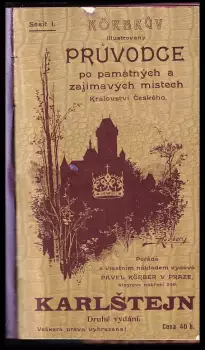 Sešit 1.
KÖRBRŮV
illustrovaný
PRŮVODCE
po památných a
zajímavých místech
Království Českého.
Pořádá
a vlastním nákladem vydává
PAVEL KÖRBER V PRAZE,
KARLŠTEJN
Druhé vydání.
Veškerá práva vyhrazena!
Cena 40 h.